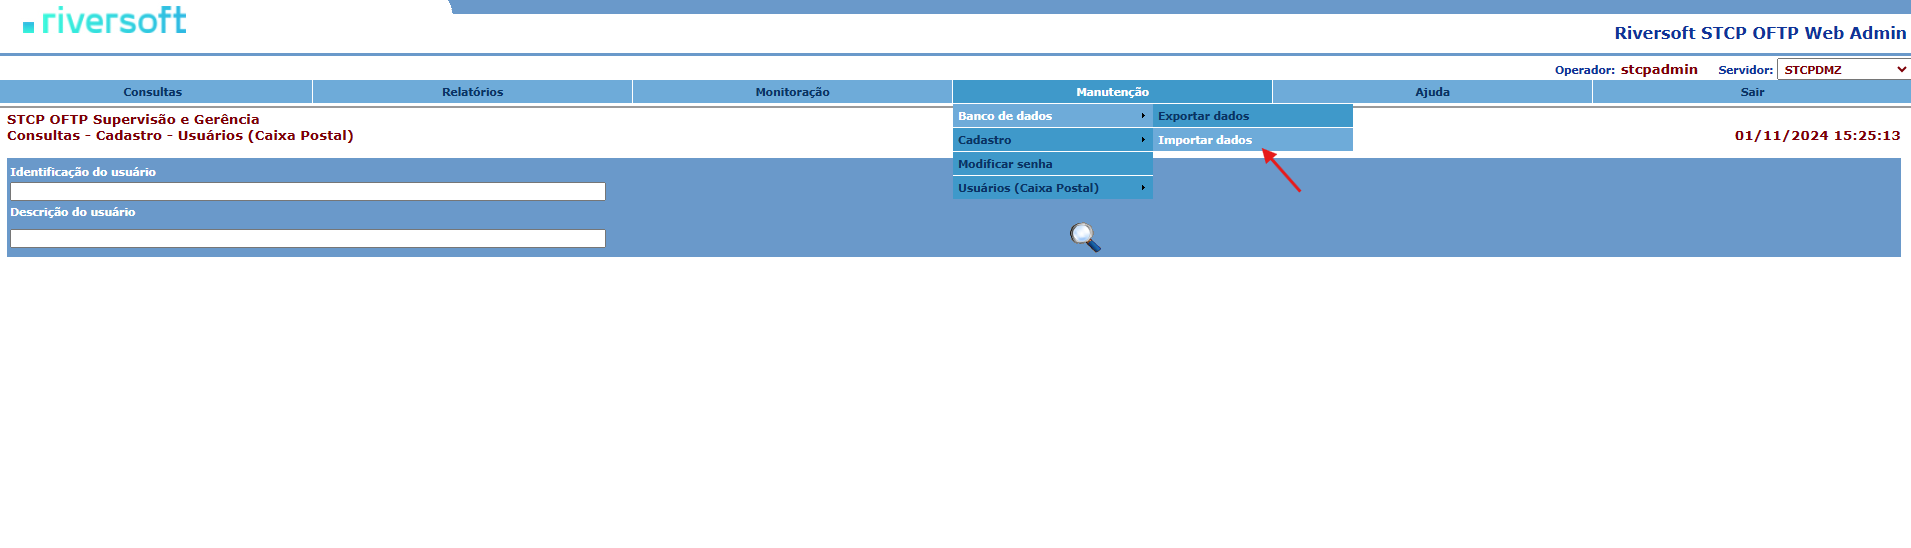 riversoft
Riversoft STCP OFTP Web Admin
Operador: stcpadmin Servidor: STCPDMZ
Consultas Relatórios Monitoração Manutenção Ajuda Sair
STCP OFTP Supervisão e Gerência
Consultas - Cadastro - Usuários (Caixa Postal)
01/11/2024 15:25:13
Banco de dados
Cadastro
Modificar senha
Usuários (Caixa Postal)
Exportar dados
Importar dados
Identificação do usuário
Descrição do usuário